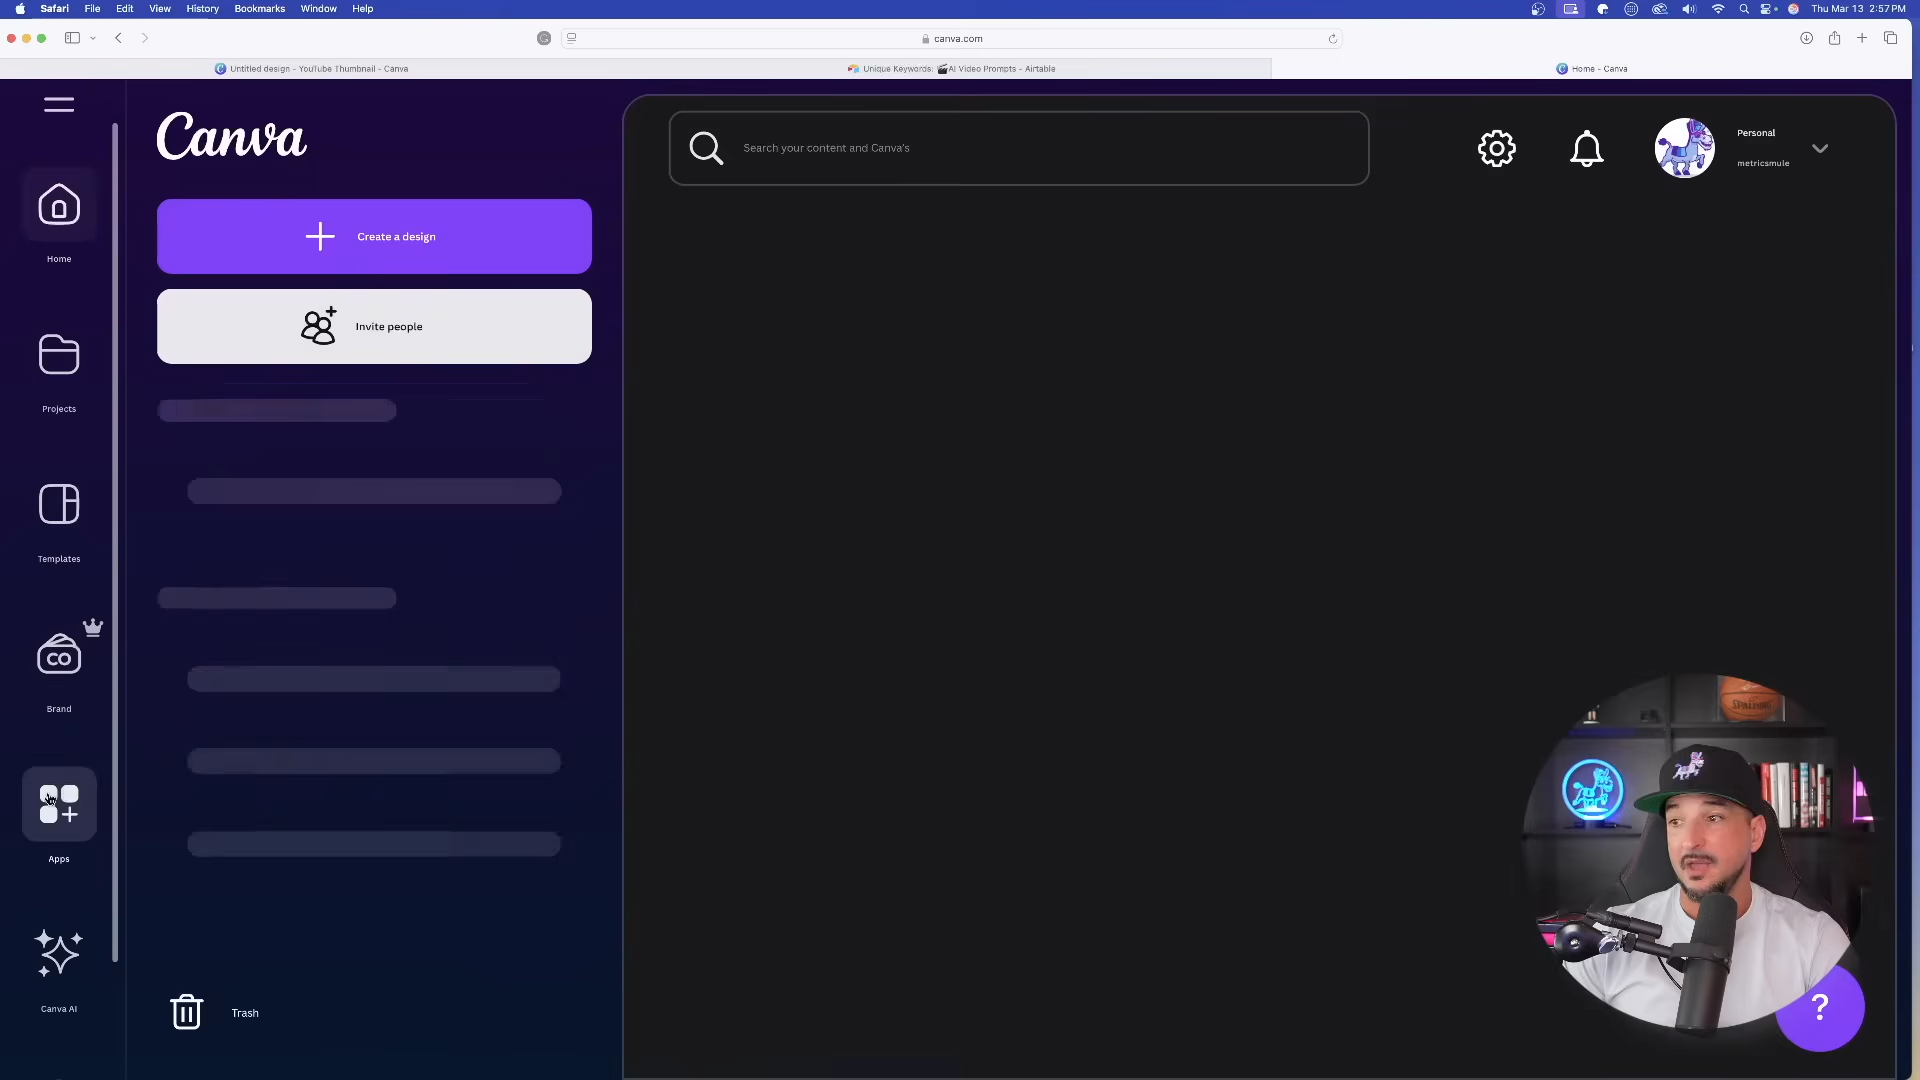 Safari File Edit View History Bookmarks Window Help
Thu Mar 13 2:57 PM
canva.com
Untitled design - YouTube Thumbnail - Canva
Unique Keywords: 🎬AI Video Prompts - Airtable
Home - Canva
Canva
Search your content and Canva's
Personal
metricsmule
Create a design
Home
Invite people
Projects
Templates
CO
Brand
SPALDING
Apps
Canva AI
Trash
?